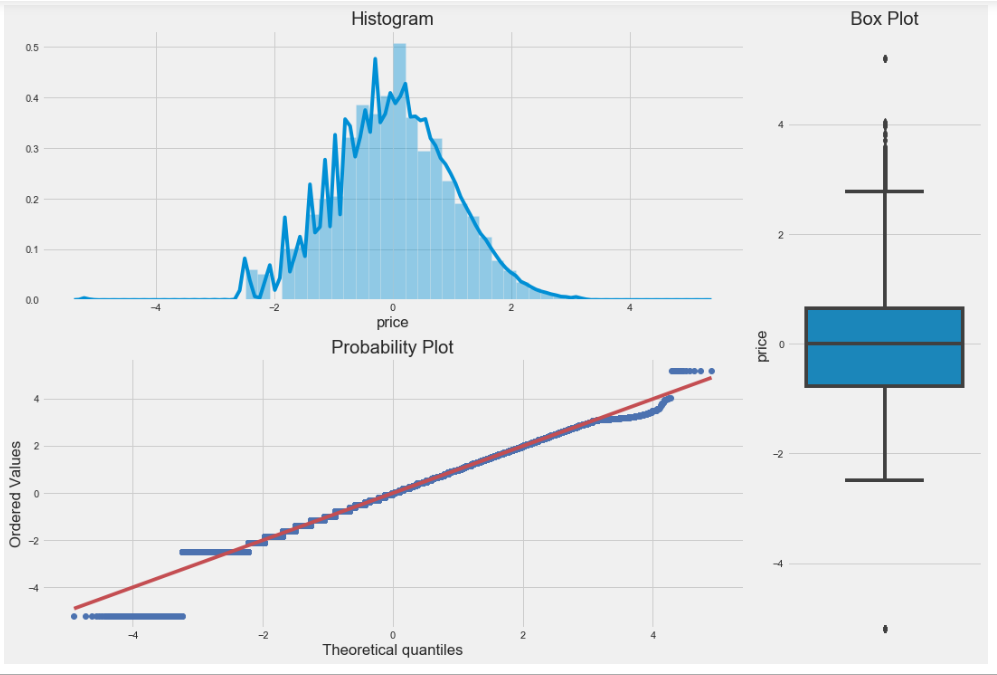 Histogram
0.5
0.4
0.3
0.2
0.1
0.0
−4 −2 0 2 4
price
Probability Plot
Ordered Values
4
2
0
−2
−4
−4 −2 0 2 4
Theoretical quantiles
Box Plot
price
4
2
0
−2
−4